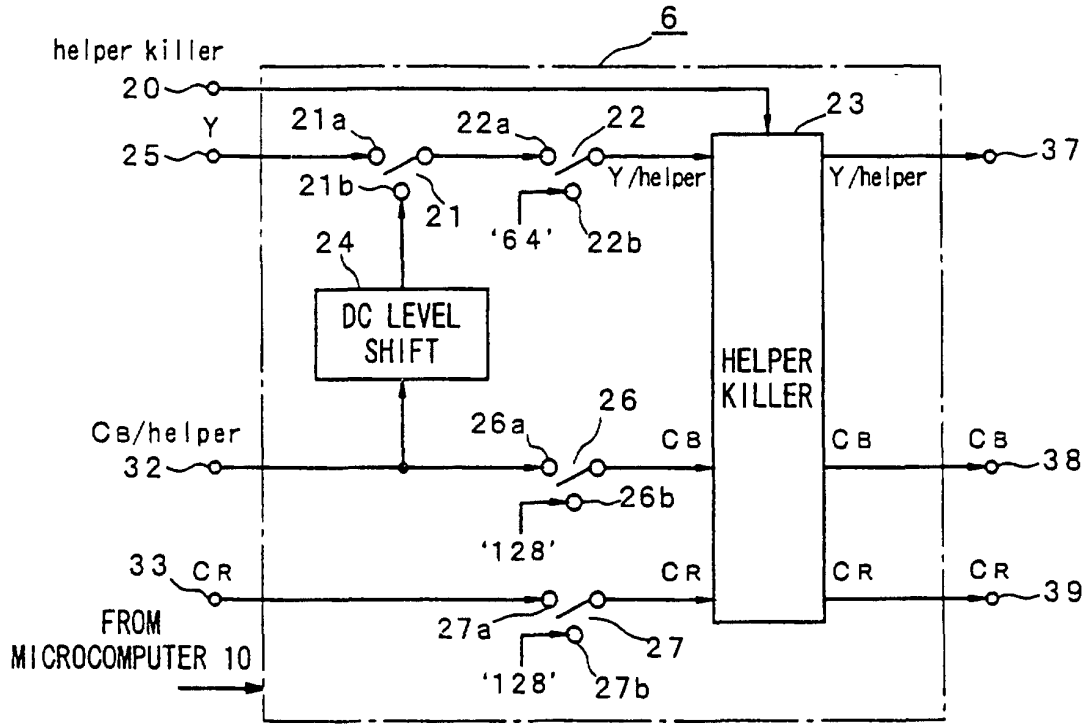 6
helper killer
20
23
Y
21a
22a
22
25
37
Y/helper
Y/helper
21b
21
'64'
22b
24
DC LEVEL
SHIFT
HELPER
KILLER
CB/helper
26a
26
CB
CB
CB
32
38
26b
'128'
33
CR
CR
CR
CR
39
27a
27
FROM
MICROCOMPUTER 10
'128'
27b